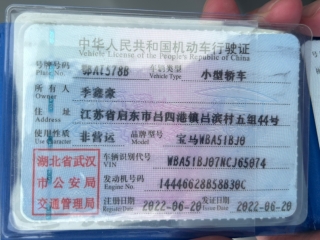 中华人民共和国机动车行驶证
Vehicle License of the People's Republic of China
号牌号码 鄂A1578B 车辆类型 小型轿车
Plate No. Vehicle Type
所有人 季鑫豪
Owner
住址 江苏省启东市吕四港镇吕滨村五组44号
Address
使用性质 非营运 品牌型号 宝马WBA51BJ0
Use Character Model
湖北省武汉
市公安局
交通管理局
车辆识别代号 WBA51BJ07NCJ65074
VIN
发动机号码 14446628B58B30C
Engine No.
注册日期 2022-06-20 发证日期 2022-06-20
Register Date Issue Date